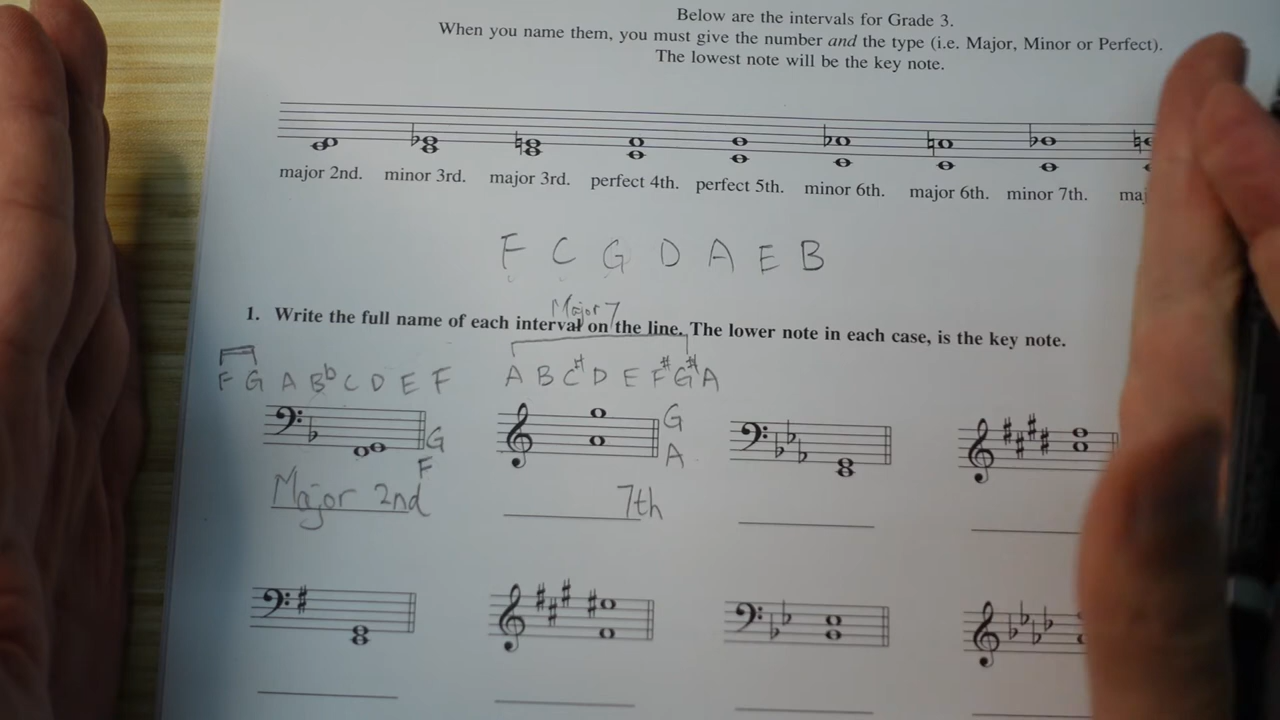 Below are the intervals for Grade 3.
When you name them, you must give the number and the type (i.e. Major, Minor or Perfect).
The lowest note will be the key note.
major 2nd. minor 3rd. major 3rd. perfect 4th. perfect 5th. minor 6th. major 6th. minor 7th. maj
F C G D A E B
Major 7
1. Write the full name of each interval on the line. The lower note in each case, is the key note.
F G A Bb C D E F A B C# D E F# G# A
G G
F A
Major 2nd 7th